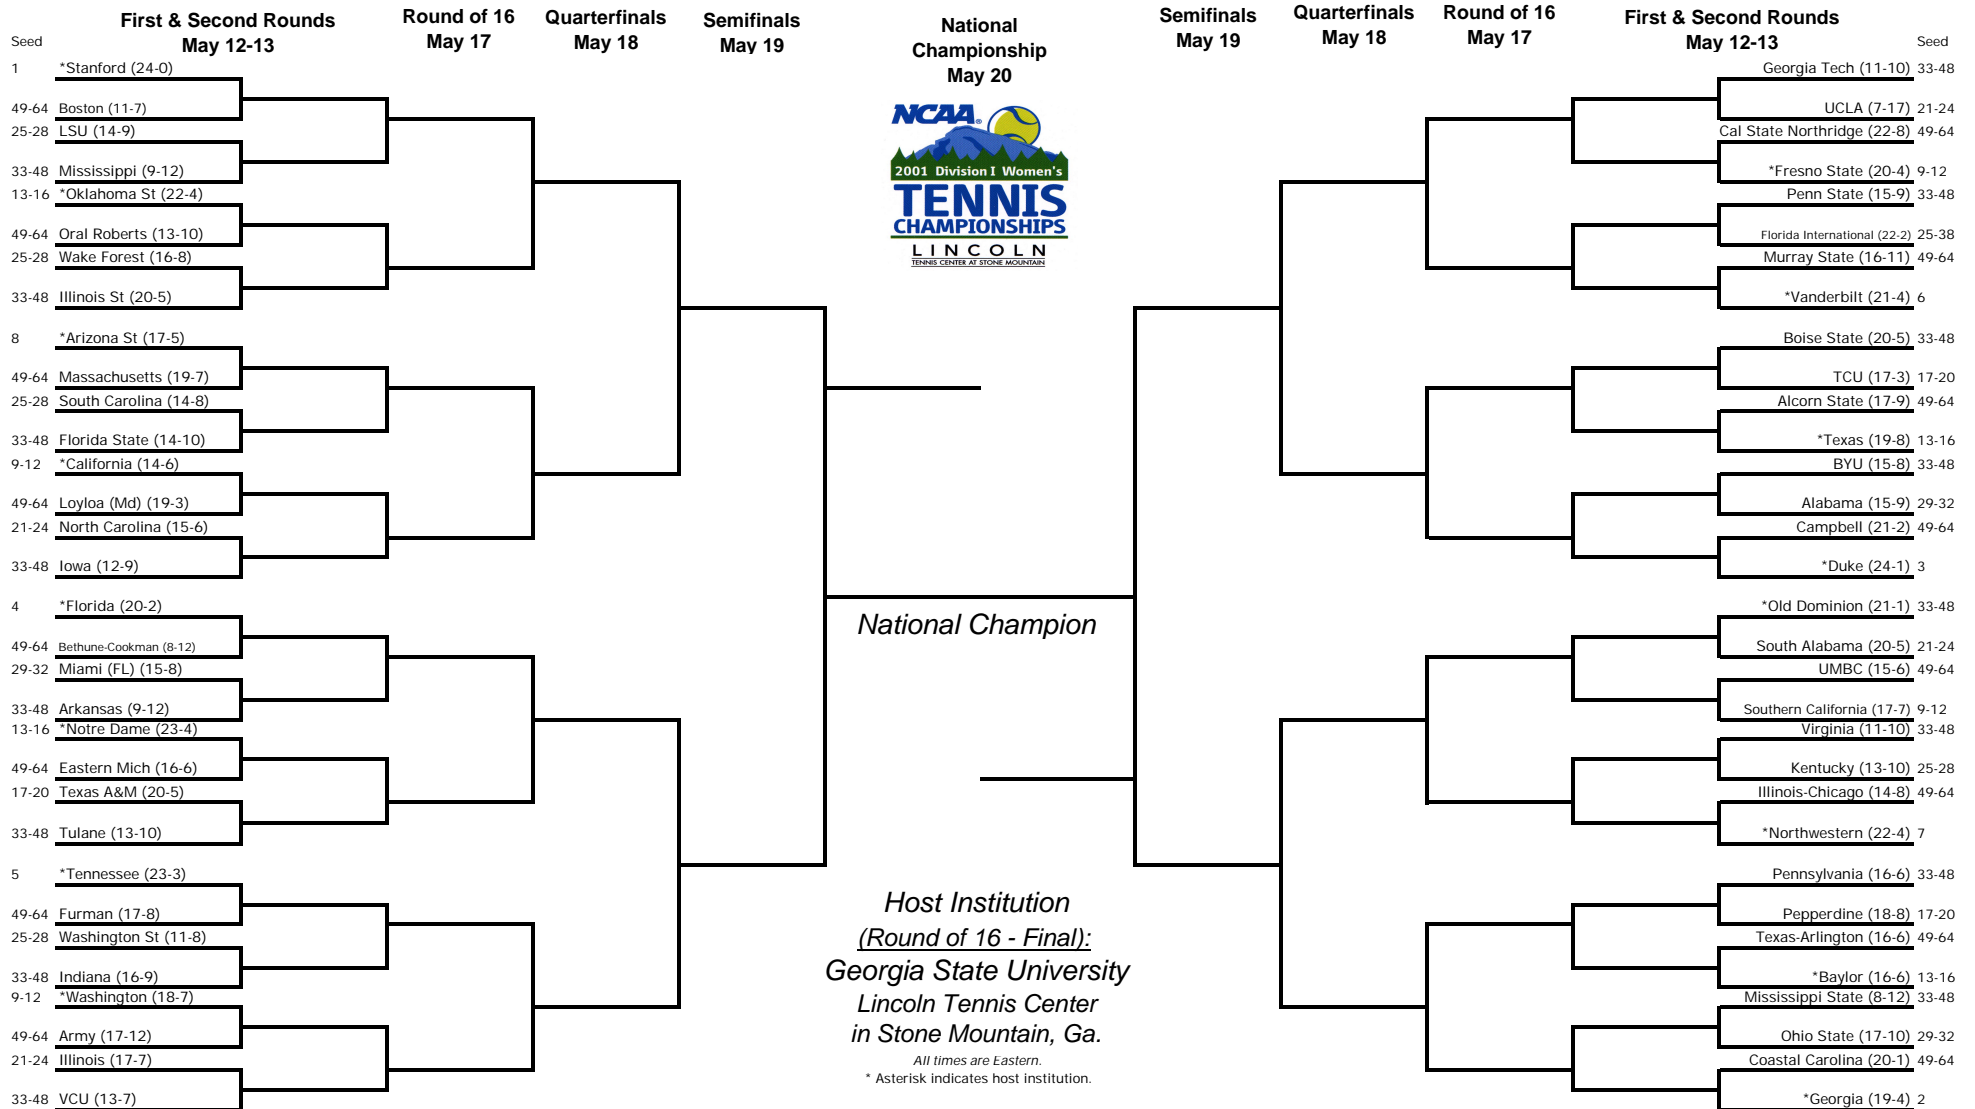 First & Second Rounds
May 12-13
Round of 16
May 17
Quarterfinals
May 18
Semifinals
May 19
National
Championship
May 20
Semifinals
May 19
Quarterfinals
May 18
Round of 16
May 17
First & Second Rounds
May 12-13
Seed
1 *Stanford (24-0)
49-64 Boston (11-7)
25-28 LSU (14-9)
33-48 Mississippi (9-12)
13-16 *Oklahoma St (22-4)
49-64 Oral Roberts (13-10)
25-28 Wake Forest (16-8)
33-48 Illinois St (20-5)
8 *Arizona St (17-5)
49-64 Massachusetts (19-7)
25-28 South Carolina (14-8)
33-48 Florida State (14-10)
9-12 *California (14-6)
49-64 Loyloa (Md) (19-3)
21-24 North Carolina (15-6)
33-48 Iowa (12-9)
4 *Florida (20-2)
49-64 Bethune-Cookman (8-12)
29-32 Miami (FL) (15-8)
33-48 Arkansas (9-12)
13-16 *Notre Dame (23-4)
49-64 Eastern Mich (16-6)
17-20 Texas A&M (20-5)
33-48 Tulane (13-10)
5 *Tennessee (23-3)
49-64 Furman (17-8)
25-28 Washington St (11-8)
33-48 Indiana (16-9)
9-12 *Washington (18-7)
49-64 Army (17-12)
21-24 Illinois (17-7)
33-48 VCU (13-7)
NCAA
2001 Division I Women's
TENNIS
CHAMPIONSHIPS
LINCOLN
TENNIS CENTER AT STONE MOUNTAIN
National Champion
Host Institution
(Round of 16 - Final):
Georgia State University
Lincoln Tennis Center
in Stone Mountain, Ga.
All times are Eastern.
* Asterisk indicates host institution.
Seed
Georgia Tech (11-10) 33-48
UCLA (7-17) 21-24
Cal State Northridge (22-8) 49-64
*Fresno State (20-4) 9-12
Penn State (15-9) 33-48
Florida International (22-2) 25-38
Murray State (16-11) 49-64
*Vanderbilt (21-4) 6
Boise State (20-5) 33-48
TCU (17-3) 17-20
Alcorn State (17-9) 49-64
*Texas (19-8) 13-16
BYU (15-8) 33-48
Alabama (15-9) 29-32
Campbell (21-2) 49-64
*Duke (24-1) 3
*Old Dominion (21-1) 33-48
South Alabama (20-5) 21-24
UMBC (15-6) 49-64
Southern California (17-7) 9-12
Virginia (11-10) 33-48
Kentucky (13-10) 25-28
Illinois-Chicago (14-8) 49-64
*Northwestern (22-4) 7
Pennsylvania (16-6) 33-48
Pepperdine (18-8) 17-20
Texas-Arlington (16-6) 49-64
*Baylor (16-6) 13-16
Mississippi State (8-12) 33-48
Ohio State (17-10) 29-32
Coastal Carolina (20-1) 49-64
*Georgia (19-4) 2